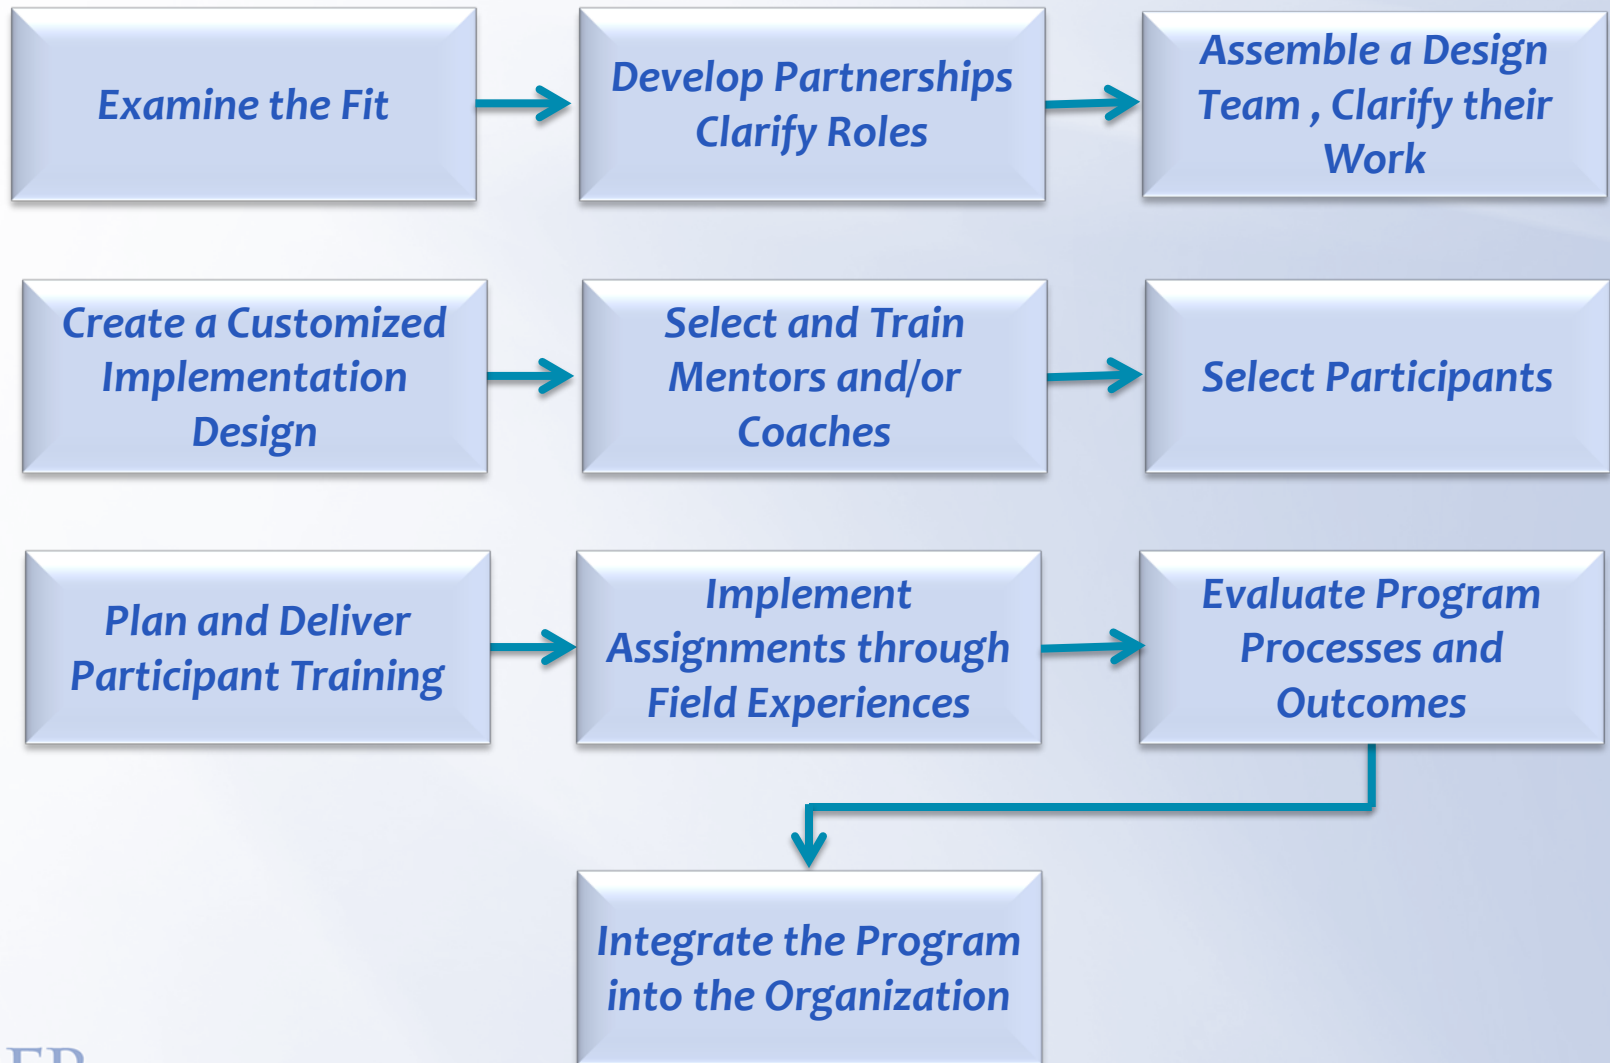 Examine the Fit
Develop Partnerships
Clarify Roles
Assemble a Design
Team , Clarify their
Work
Create a Customized
Implementation
Design
Select and Train
Mentors and/or
Coaches
Select Participants
Plan and Deliver
Participant Training
Implement
Assignments through
Field Experiences
Evaluate Program
Processes and
Outcomes
Integrate the Program
into the Organization